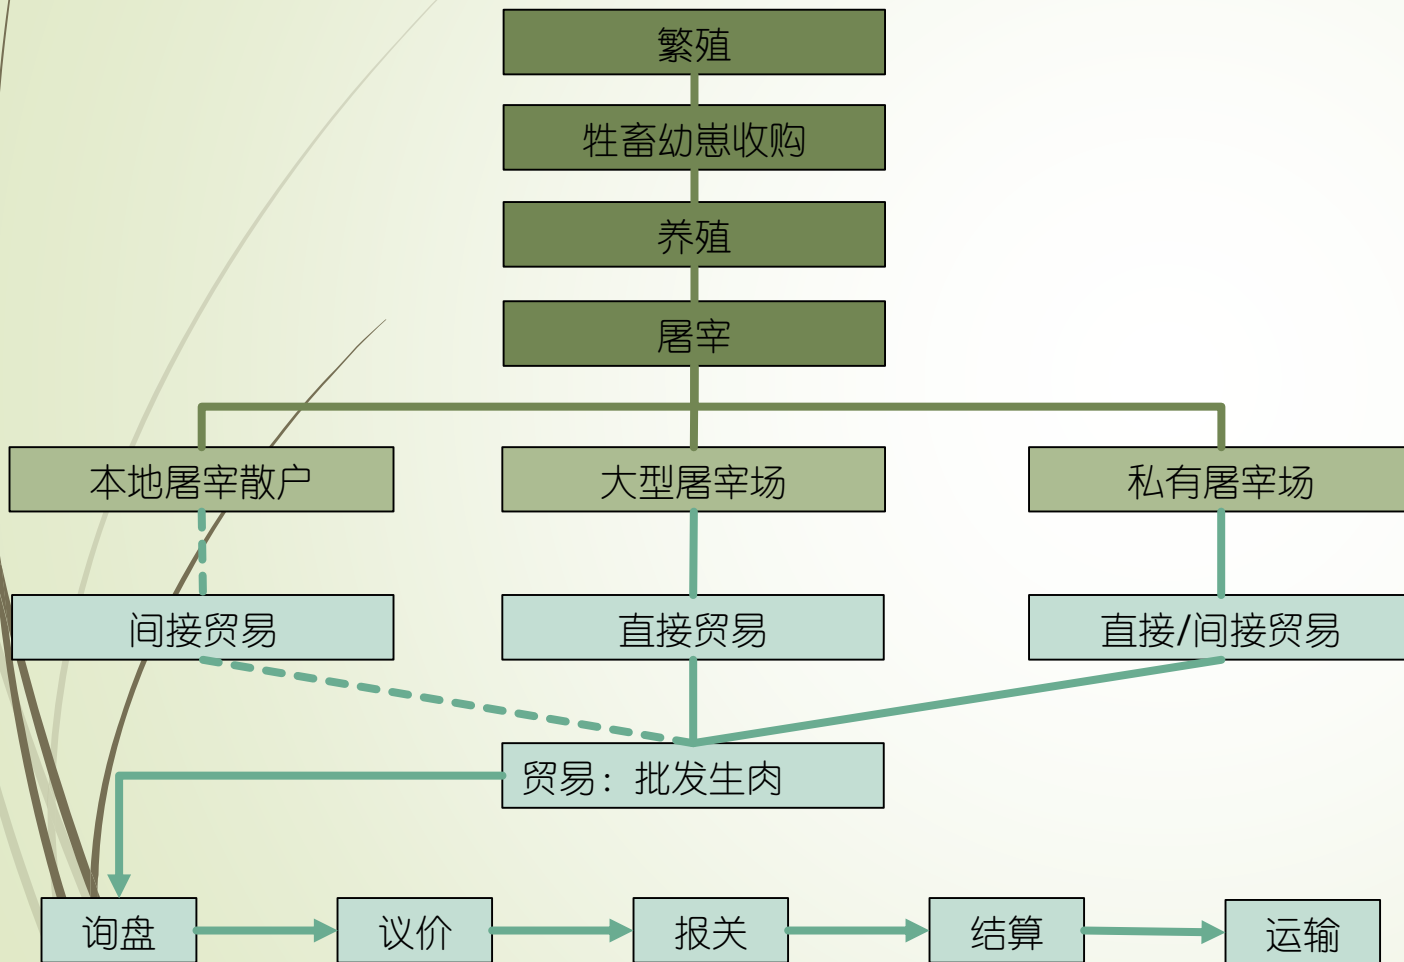 繁殖
牲畜幼崽收购
养殖
屠宰
本地屠宰散户
大型屠宰场
私有屠宰场
间接贸易
直接贸易
直接/间接贸易
贸易：批发生肉
询盘
议价
报关
结算
运输